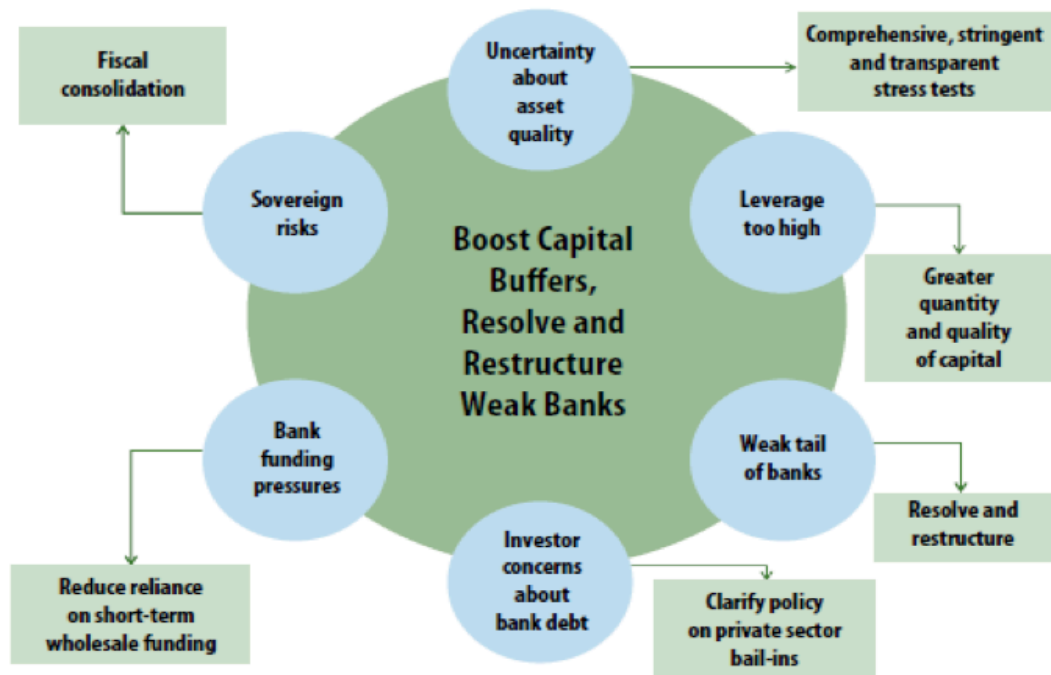 Uncertainty
about
asset
quality
Comprehensive, stringent
and transparent
stress tests
Fiscal
consolidation
Sovereign
risks
Leverage
too high
Boost Capital
Buffers,
Resolve and
Restructure
Weak Banks
Greater
quantity
and quality
of capital
Bank
funding
pressures
Weak tail
of banks
Resolve and
restructure
Investor
concerns
about
bank debt
Reduce reliance
on short-term
wholesale funding
Clarify policy
on private sector
bail-ins